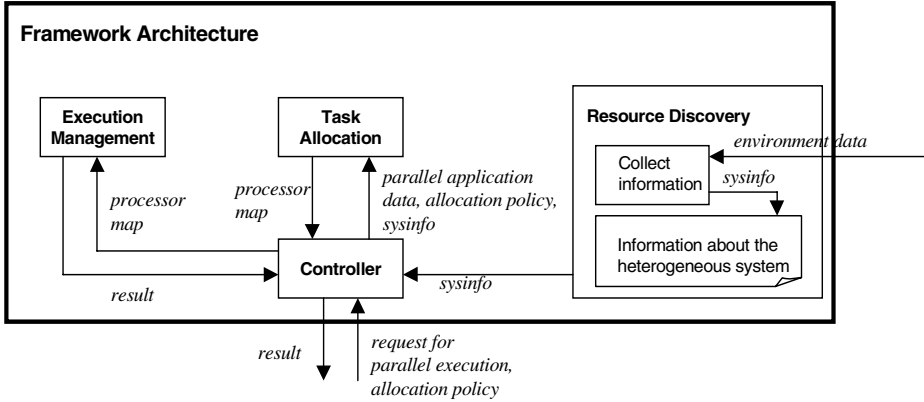 Framework Architecture
Execution
Management
Task
Allocation
Resource Discovery
environment data
Collect
information
sysinfo
Information about the
heterogeneous system
processor
map
processor
map
parallel application
data, allocation policy,
sysinfo
Controller
result
sysinfo
result
request for
parallel execution,
allocation policy